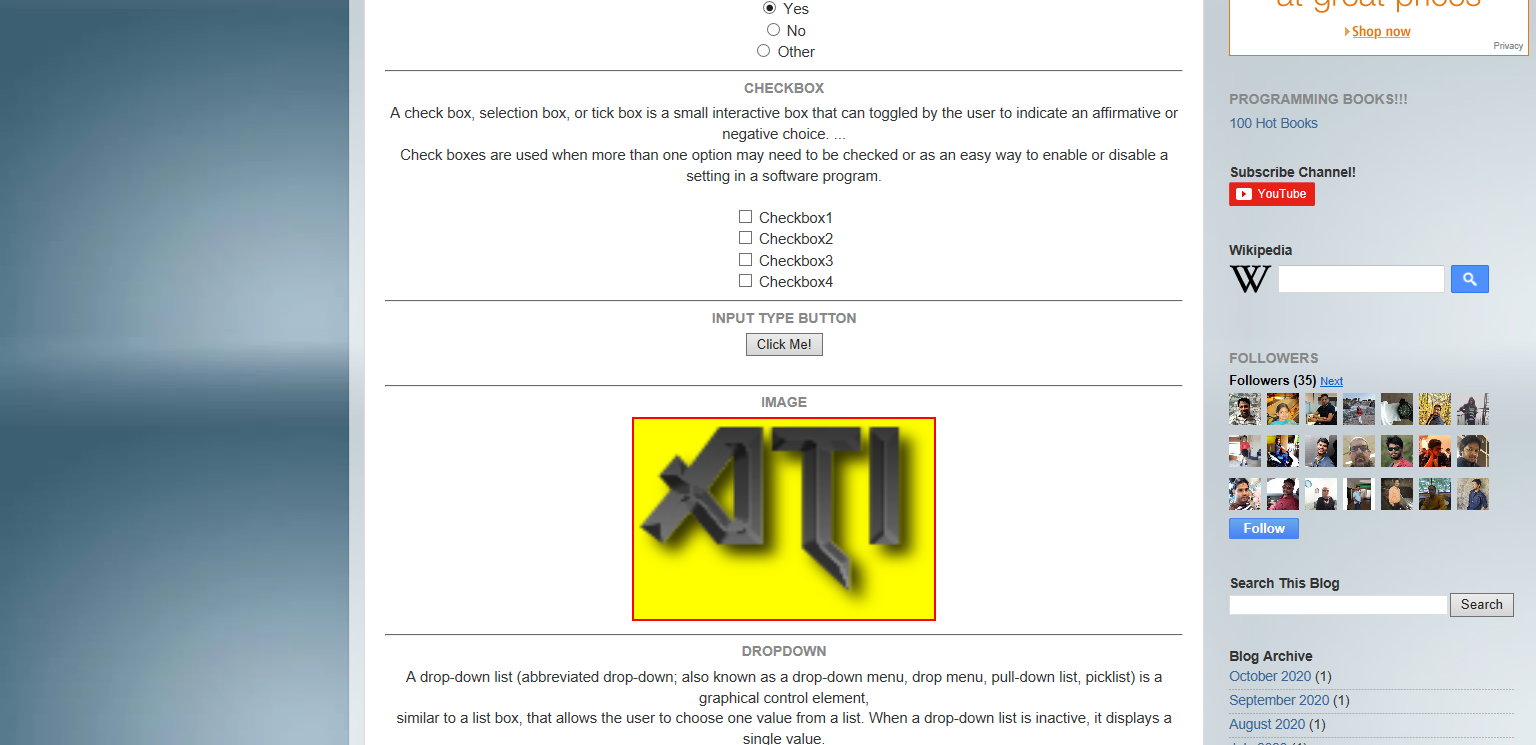 Yes
No
Other
CHECKBOX
A check box, selection box, or tick box is a small interactive box that can toggled by the user to indicate an affirmative or
negative choice. ...
Check boxes are used when more than one option may need to be checked or as an easy way to enable or disable a
setting in a software program.
Checkbox1
Checkbox2
Checkbox3
Checkbox4
INPUT TYPE BUTTON
Click Me!
IMAGE
ATI
DROPDOWN
A drop-down list (abbreviated drop-down; also known as a drop-down menu, drop menu, pull-down list, picklist) is a
graphical control element,
similar to a list box, that allows the user to choose one value from a list. When a drop-down list is inactive, it displays a
single value.
at great prices
Shop now
Privacy
PROGRAMMING BOOKS!!!
100 Hot Books
Subscribe Channel!
YouTube
Wikipedia
W
FOLLOWERS
Followers (35) Next
Follow
Search This Blog
Search
Blog Archive
October 2020 (1)
September 2020 (1)
August 2020 (1)